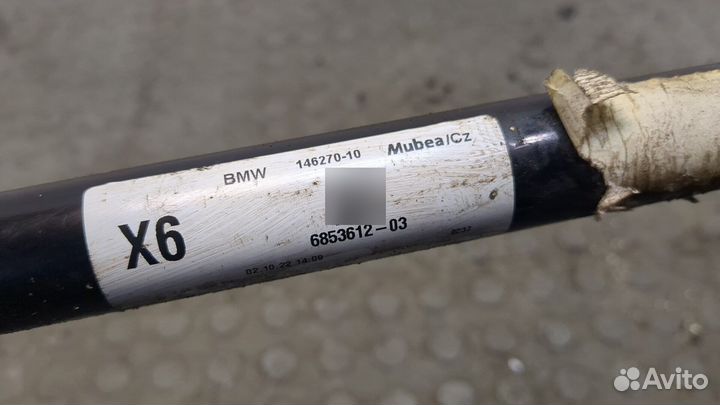 BMW 146270-10 Mubea/Cz
X6
6853612-03
02.10.22 14:09
Avito